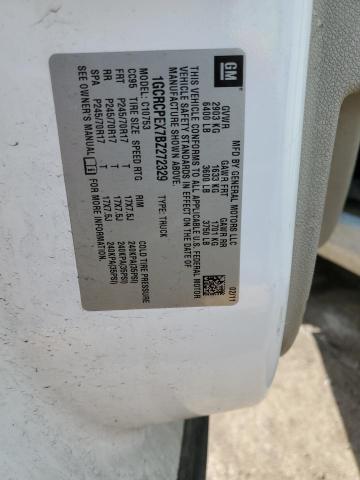 GM
MFD BY GENERAL MOTORS LLC
02/11
GVWR GAWR FRT GAWR RR
2903 KG 1633 KG 1701 KG
6400 LB 3600 LB 3750 LB
THIS VEHICLE CONFORMS TO ALL APPLICABLE U.S. FEDERAL MOTOR
VEHICLE SAFETY STANDARDS IN EFFECT ON THE DATE OF
MANUFACTURE SHOWN ABOVE.
1GCRCPEX7BZ272329
TYPE: TRUCK
MODEL: C10753
CC95 TIRE SIZE SPEED RTG RIM COLD TIRE PRESSURE
FRT P245/70R17 T 17X7.5J 240KPA(35PSI)
RR P245/70R17 T 17X7.5J 240KPA(35PSI)
SPA P245/70R17 T 17X7.5J 240KPA(35PSI)
SEE OWNER'S MANUAL FOR MORE INFORMATION.